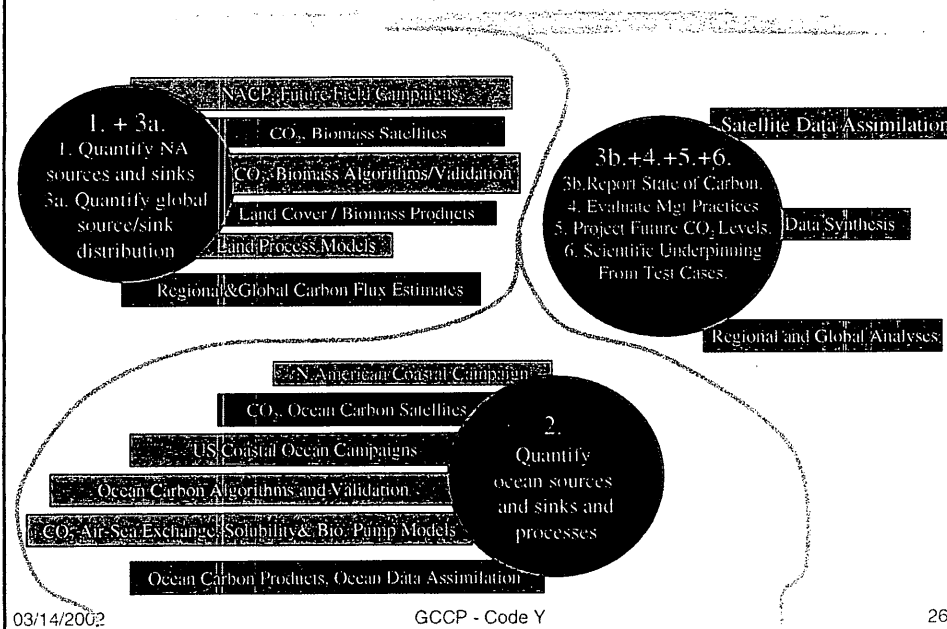 NACP, Future Field Campaigns
CO2, Biomass Satellites
CO2, Biomass Algorithms/Validation
Land Cover / Biomass Products
Land Process Models
Regional&Global Carbon Flux Estimates
1. + 3a.
1. Quantify NA
sources and sinks
3a. Quantify global
source/sink
distribution
3b.+4.+5.+6.
3b.Report State of Carbon.
4. Evaluate Mgt Practices
5. Project Future CO2 Levels.
6. Scientific Underpinning
From Test Cases.
Satellite Data Assimilation
Data Synthesis
Regional and Global Analyses
N. American Coastal Campaign
CO2, Ocean Carbon Satellites
US Coastal Ocean Campaigns
Ocean Carbon Algorithms and Validation
CO2 Air-Sea Exchange, Solubility& Bio. Pump Models
Ocean Carbon Products, Ocean Data Assimilation
2.
Quantify
ocean sources
and sinks and
processes
03/14/2002
GCCP - Code Y
26